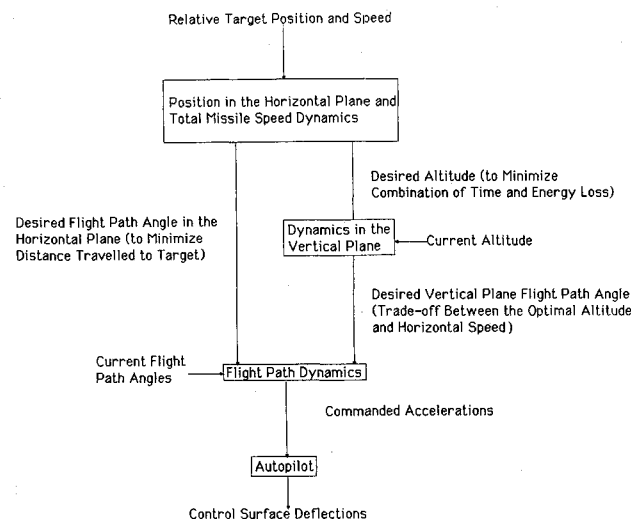 Relative Target Position and Speed
Position in the Horizontal Plane and
Total Missile Speed Dynamics
Desired Altitude (to Minimize
Combination of Time and Energy Loss)
Desired Flight Path Angle in the
Horizontal Plane (to Minimize
Distance Travelled to Target)
Dynamics in the
Vertical Plane
Current Altitude
Desired Vertical Plane Flight Path Angle
(Trade-off Between the Optimal Altitude
and Horizontal Speed)
Current Flight
Path Angles
Flight Path Dynamics
Commanded Accelerations
Autopilot
Control Surface Deflections